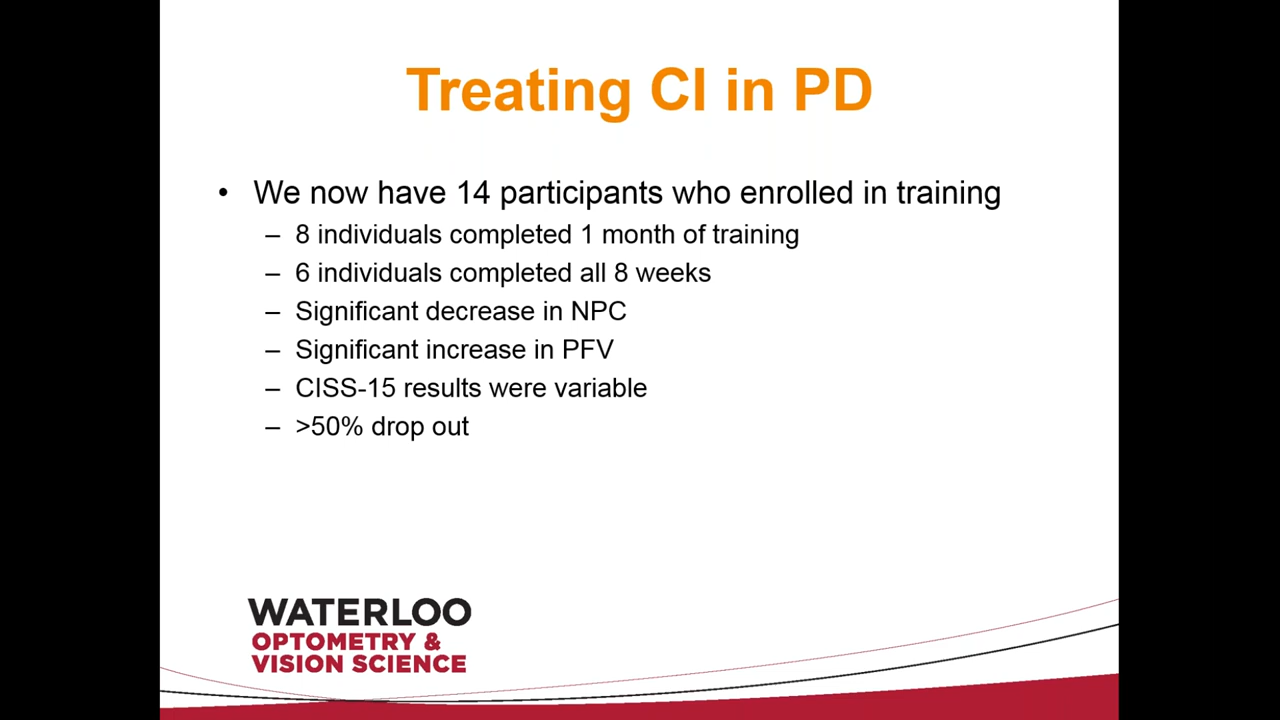 Treating CI in PD
• We now have 14 participants who enrolled in training
– 8 individuals completed 1 month of training
– 6 individuals completed all 8 weeks
– Significant decrease in NPC
– Significant increase in PFV
– CISS-15 results were variable
– >50% drop out
WATERLOO
OPTOMETRY &
VISION SCIENCE